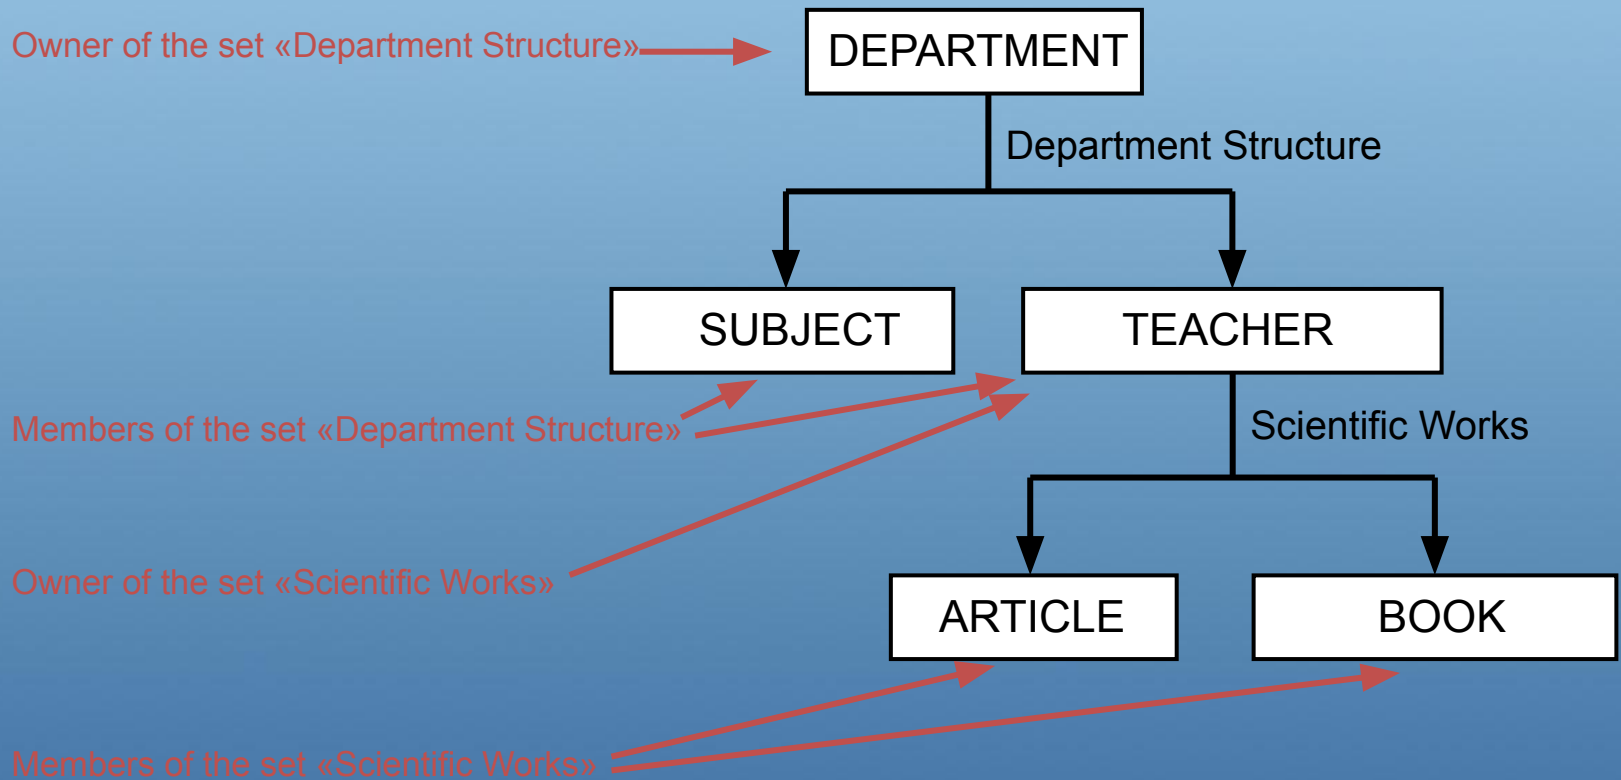 Owner of the set «Department Structure»
DEPARTMENT
Department Structure
SUBJECT
TEACHER
Members of the set «Department Structure»
Scientific Works
Owner of the set «Scientific Works»
ARTICLE
BOOK
Members of the set «Scientific Works»